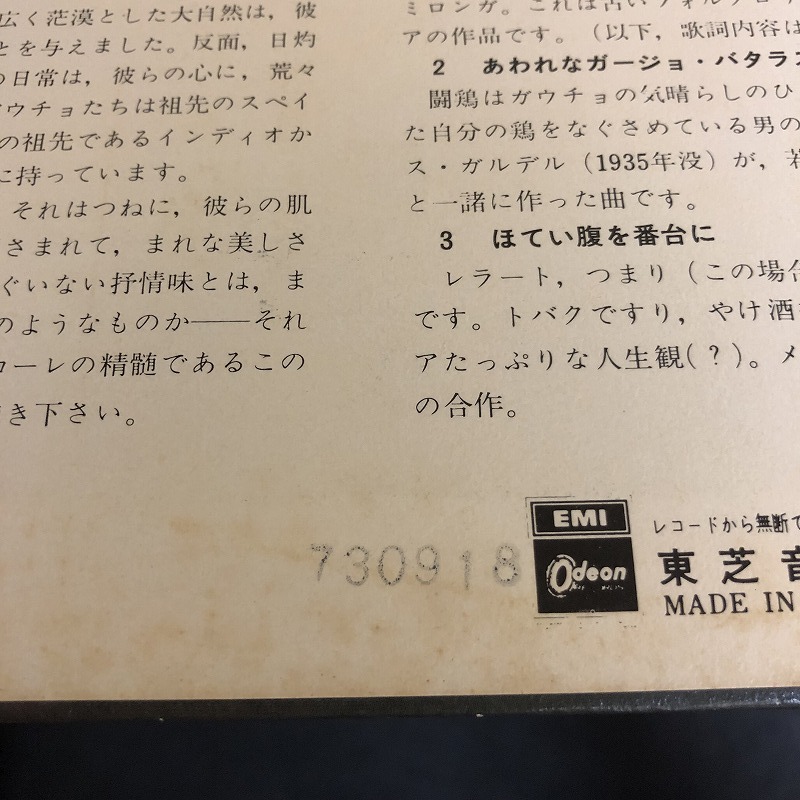 広く茫漠とした大自然は，彼
とを与えました。反面，日灼
の日常は，彼らの心に，荒々
ガウチョたちは祖先のスペイ
の祖先であるインディオか
に持っています。
それはつねに，彼らの肌
さまれて，まれな美しさ
ぐいない抒情味とは，ま
のようなものか――それ
コーレの精髄であるこの
き下さい。
ミロンガ。これは古いフォルクロー
アの作品です。（以下，歌詞内容は
2 あわれなガージョ・バタラス
闘鶏はガウチョの気晴らしのひ
た自分の鶏をなぐさめている男の
ス・ガルデル（1935年没）が，若
と一諸に作った曲です。
3 ほてい腹を番台に
レラート，つまり（この場合
です。トバクですり，やけ酒
アたっぷりな人生観(？)。メ
の合作。
730918
EMI
Odeon
レコードから無断で
東芝音
MADE IN